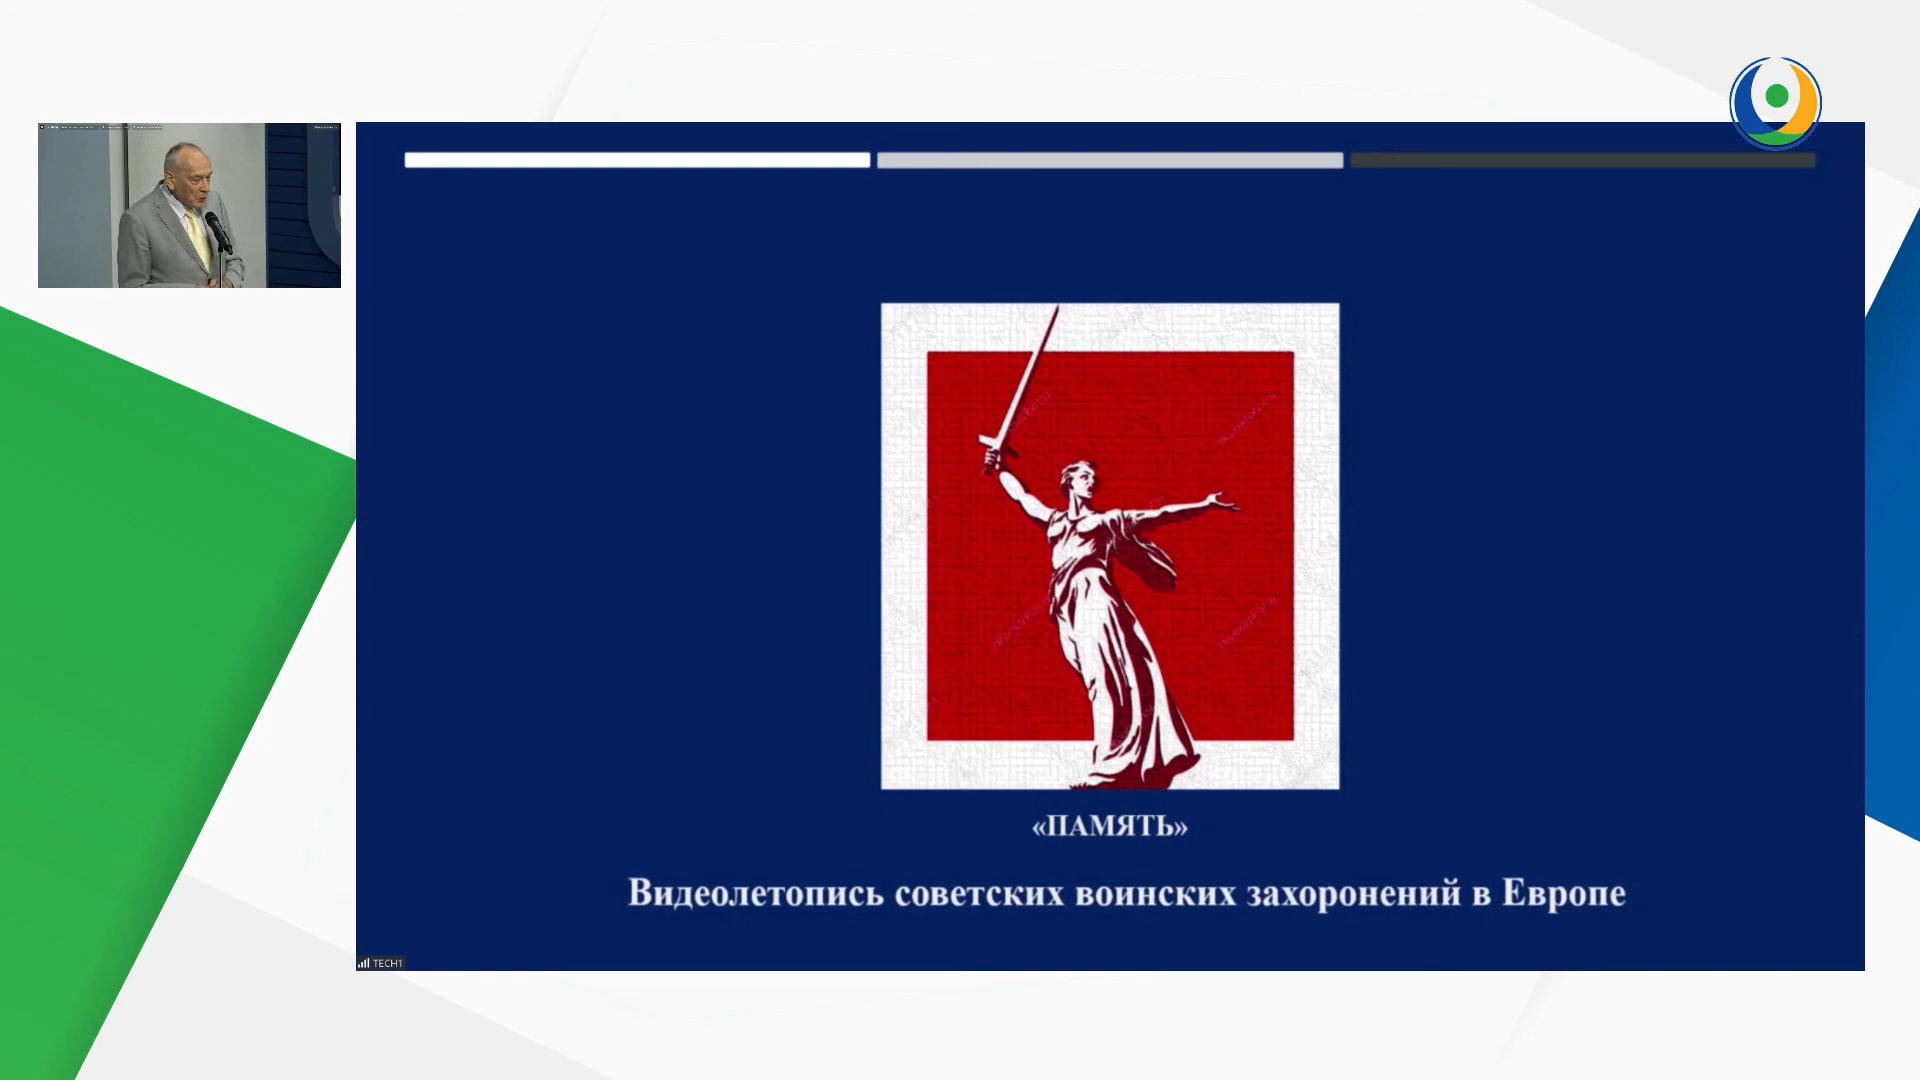 «ПАМЯТЬ»
Видеолетопись советских воинских захоронений в Европе
TECH1